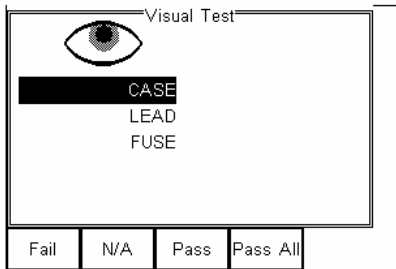 Visual Test
CASE
LEAD
FUSE
Fail N/A Pass Pass All